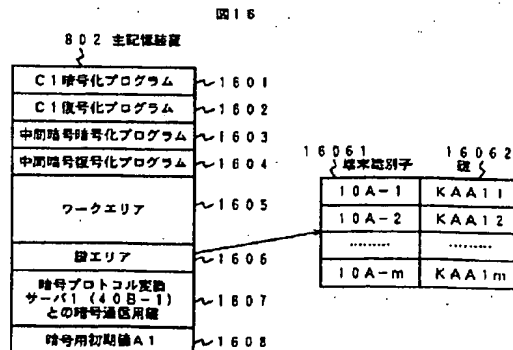 図16
802 主記憶装置
C1暗号化プログラム 1601
C1復号化プログラム 1602
中間暗号暗号化プログラム 1603
中間暗号復号化プログラム 1604
ワークエリア 1605
鍵エリア 1606
暗号プロトコル変換
サーバ1(40B-1)
との暗号通信用鍵 1607
暗号用初期値A1 1608
16061 16062
端末識別子 鍵
10A-1 KAA11
10A-2 KAA12
……… ………
10A-m KAA1m